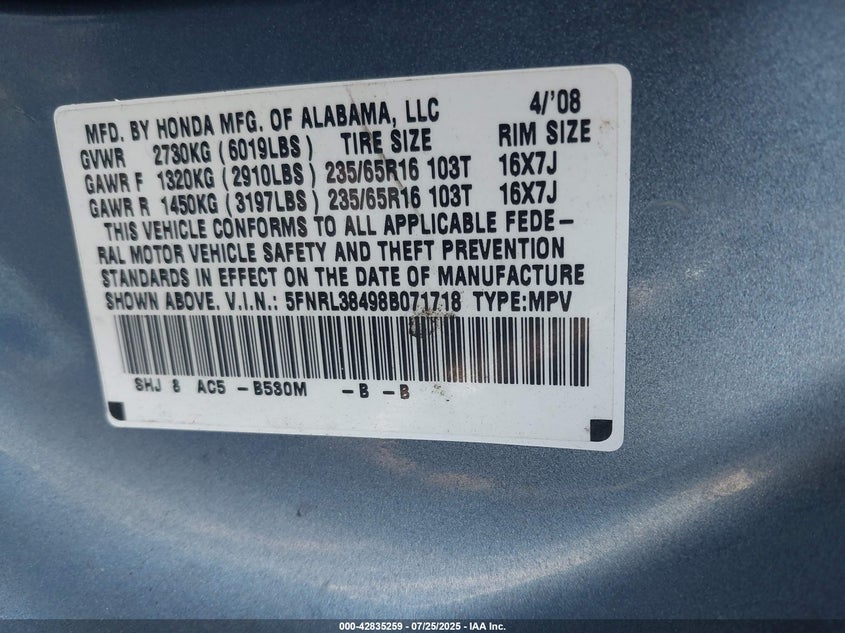 MFD. BY HONDA MFG. OF ALABAMA, LLC 4/'08
GVWR 2730KG (6019LBS) TIRE SIZE RIM SIZE
GAWR F 1320KG (2910LBS) 235/65R16 103T 16X7J
GAWR R 1450KG (3197LBS) 235/65R16 103T 16X7J
THIS VEHICLE CONFORMS TO ALL APPLICABLE FEDE-
RAL MOTOR VEHICLE SAFETY AND THEFT PREVENTION
STANDARDS IN EFFECT ON THE DATE OF MANUFACTURE
SHOWN ABOVE. V.I.N.: 5FNRL38498B071718 TYPE:MPV
SHJ 8 AC5 -B530M -B -B
000-42835259 | 07/25/2025 - IAA Inc.